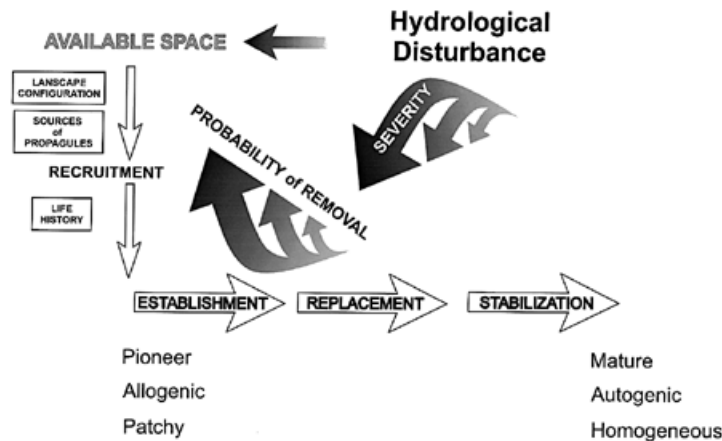 Hydrological
Disturbance
AVAILABLE SPACE
LANSCAPE
CONFIGURATION
SOURCES
of
PROPAGULES
RECRUITMENT
LIFE
HISTORY
SEVERITY
PROBABILITY of REMOVAL
ESTABLISHMENT
REPLACEMENT
STABILIZATION
Pioneer
Allogenic
Patchy
Mature
Autogenic
Homogeneous